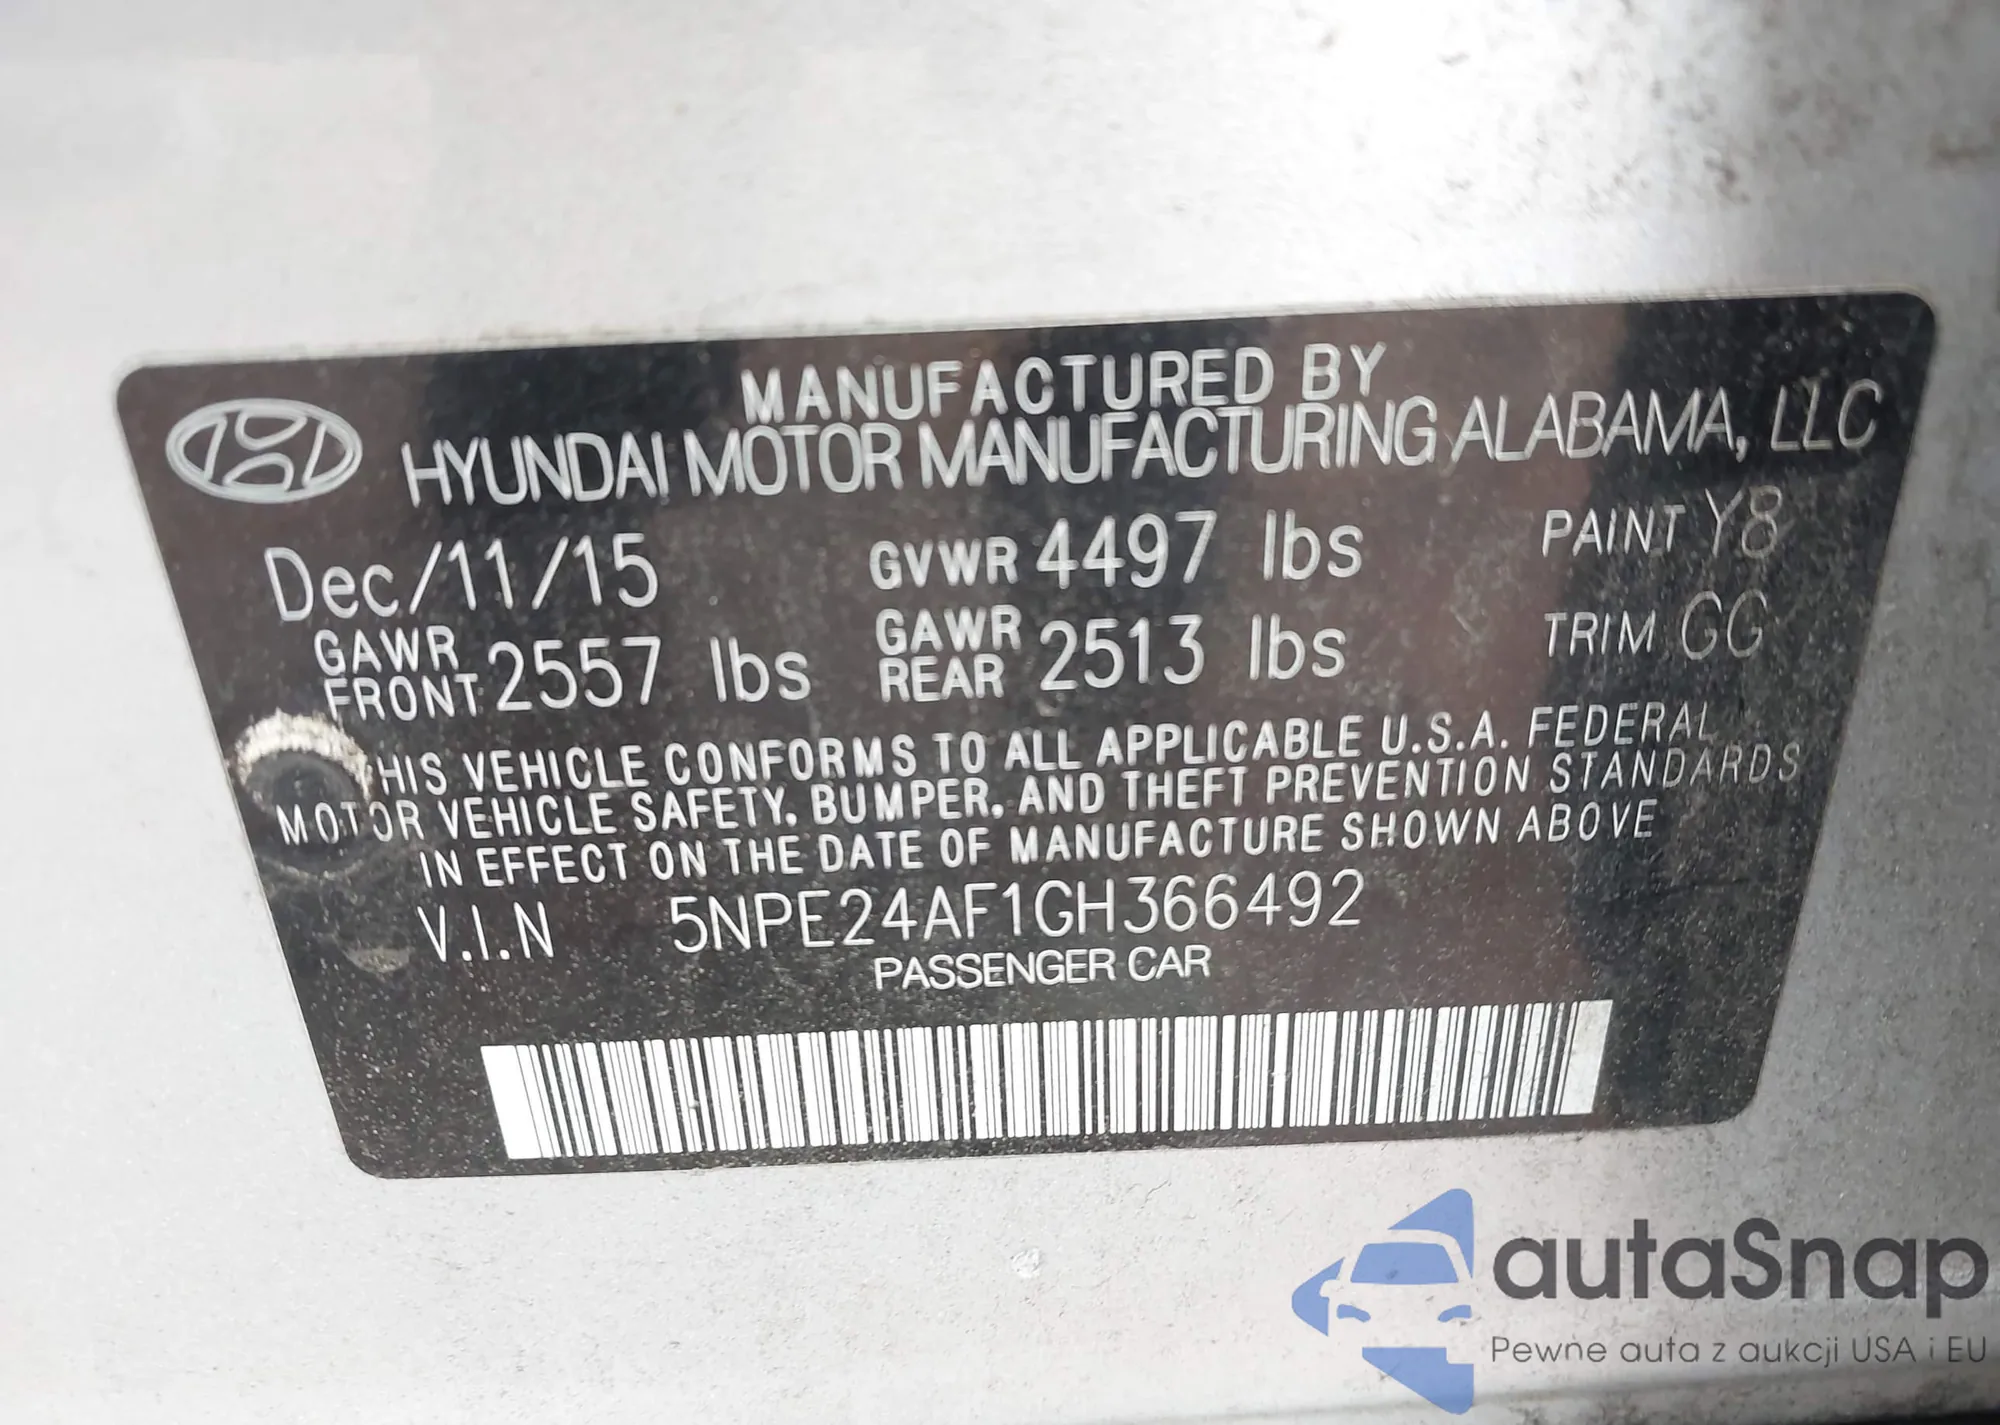 MANUFACTURED BY
HYUNDAI MOTOR MANUFACTURING ALABAMA, LLC
Dec/11/15 GVWR 4497 lbs PAINT Y8
GAWR FRONT 2557 lbs GAWR REAR 2513 lbs TRIM GG
THIS VEHICLE CONFORMS TO ALL APPLICABLE U.S.A. FEDERAL
MOTOR VEHICLE SAFETY, BUMPER, AND THEFT PREVENTION STANDARDS
IN EFFECT ON THE DATE OF MANUFACTURE SHOWN ABOVE
V.I.N 5NPE24AF1GH366492
PASSENGER CAR
autaSnap
Pewne auta z aukcji USA i EU